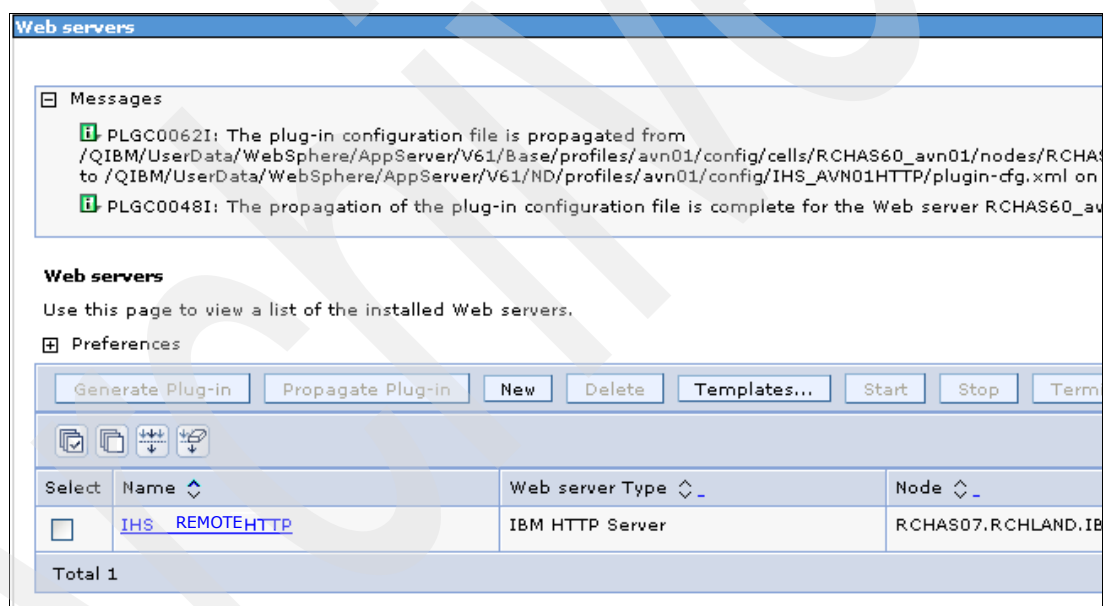 Web servers
Messages
PLGC0062I: The plug-in configuration file is propagated from
/QIBM/UserData/WebSphere/AppServer/V61/Base/profiles/avn01/config/cells/RCHAS60_avn01/nodes/RCHAS
to /QIBM/UserData/WebSphere/AppServer/V61/ND/profiles/avn01/config/IHS_AVN01HTTP/plugin-cfg.xml on
PLGC0048I: The propagation of the plug-in configuration file is complete for the Web server RCHAS60_av
Web servers
Use this page to view a list of the installed Web servers.
Preferences
Generate Plug-in Propagate Plug-in New Delete Templates... Start Stop Termi
Select Name Web server Type Node
IHS REMOTEHTTP IBM HTTP Server RCHAS07.RCHLAND.IB
Total 1